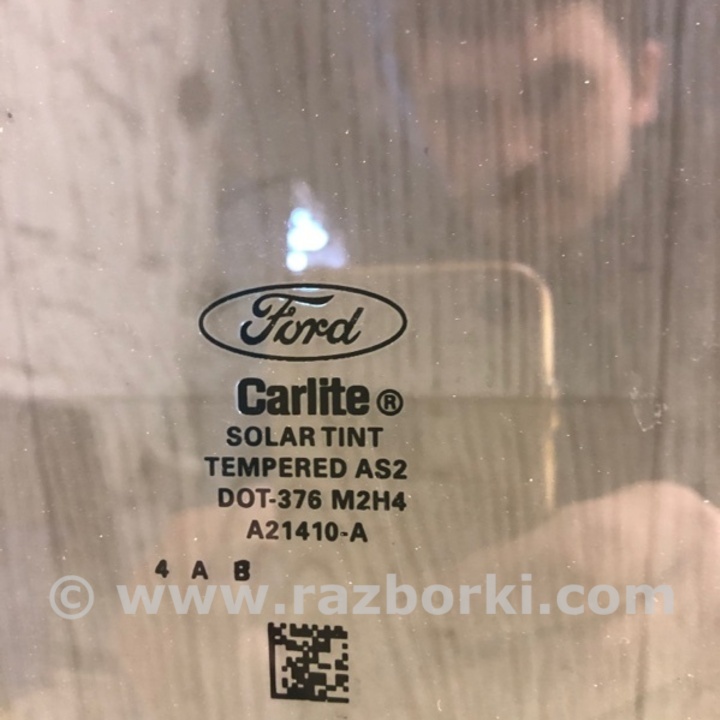 Ford
Carlite®
SOLAR TINT
TEMPERED AS2
DOT-376 M2H4
A21410-A
4 A B
© www.razborki.com